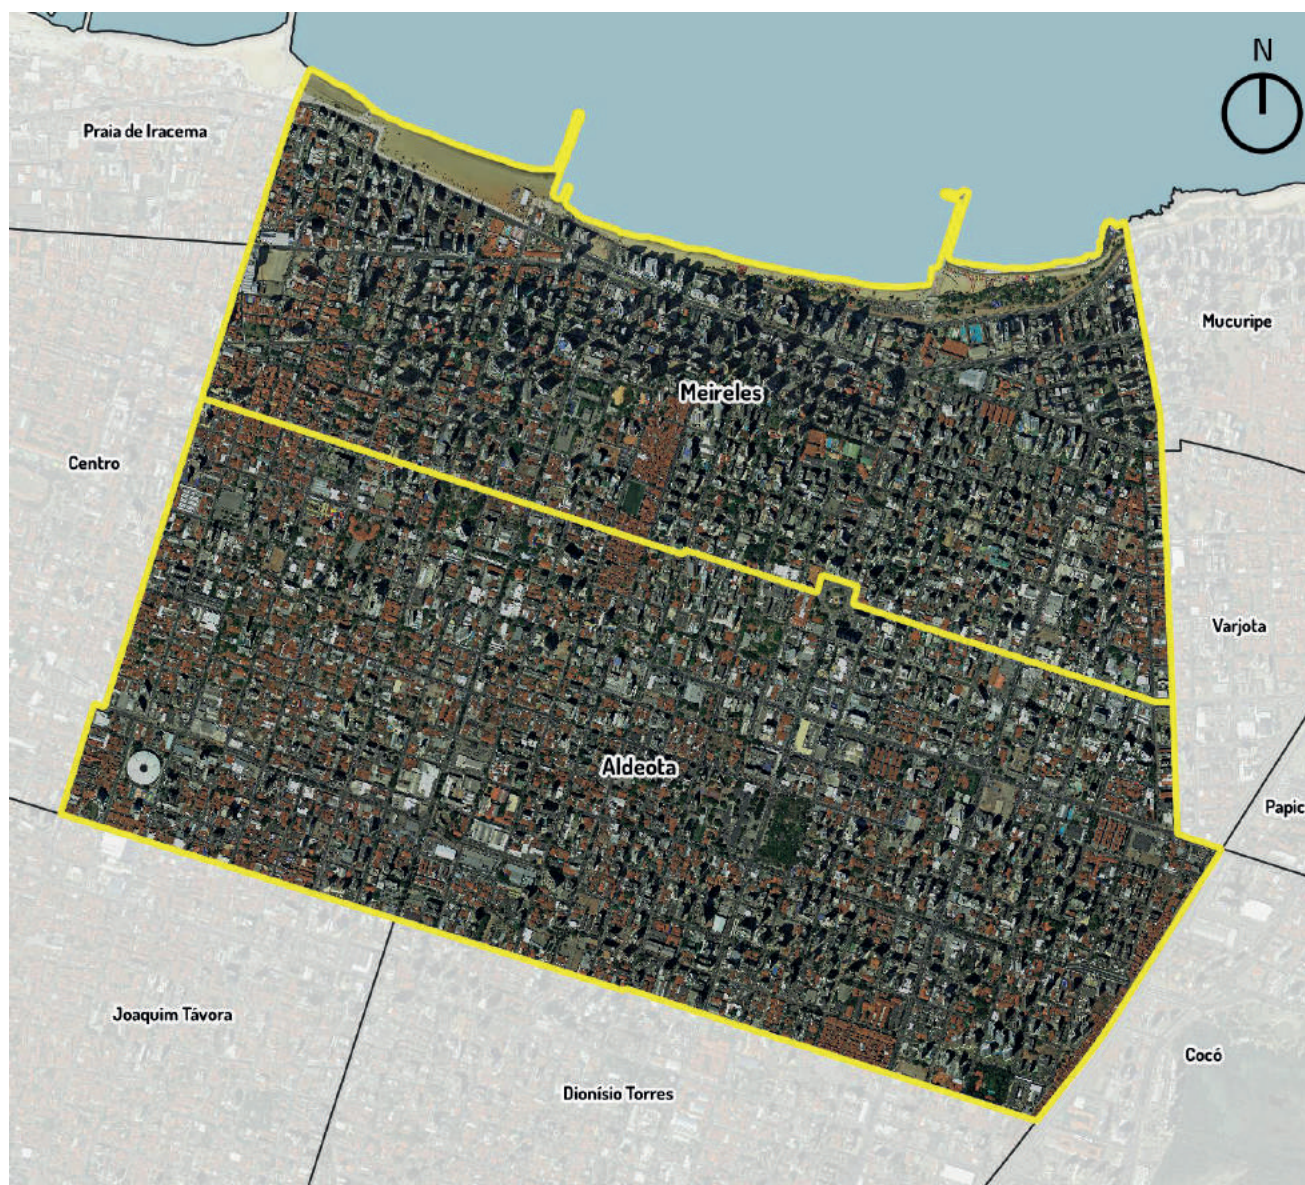 N
Praia de Iracema
Mucuripe
Meireles
Centro
Varjota
Aldeota
Papic
Joaquim Távora
Cocó
Dionísio Torres